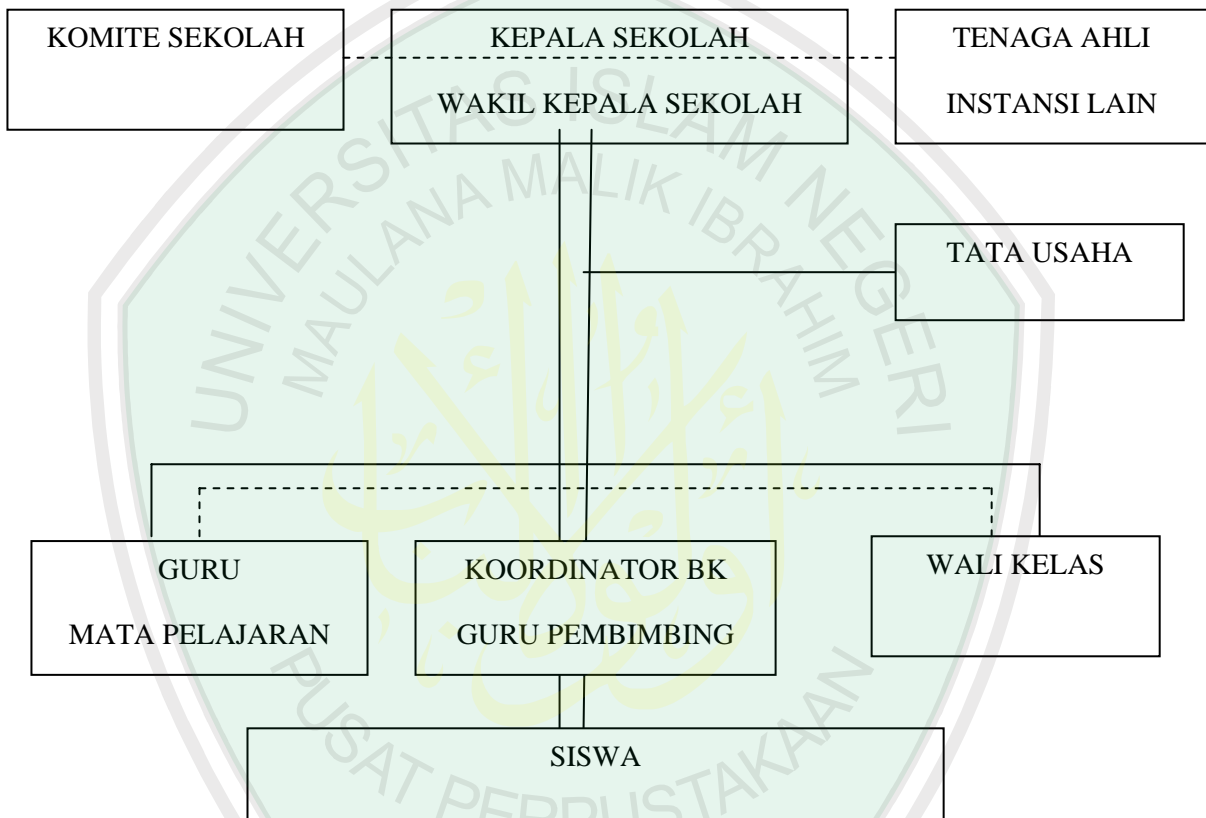 KOMITE SEKOLAH
KEPALA SEKOLAH
WAKIL KEPALA SEKOLAH
TENAGA AHLI
INSTANSI LAIN
TATA USAHA
GURU
MATA PELAJARAN
KOORDINATOR BK
GURU PEMBIMBING
WALI KELAS
SISWA
UNIVERSITAS ISLAM NEGERI
MAULANA MALIK IBRAHIM
PUSAT PERPUSTAKAAN